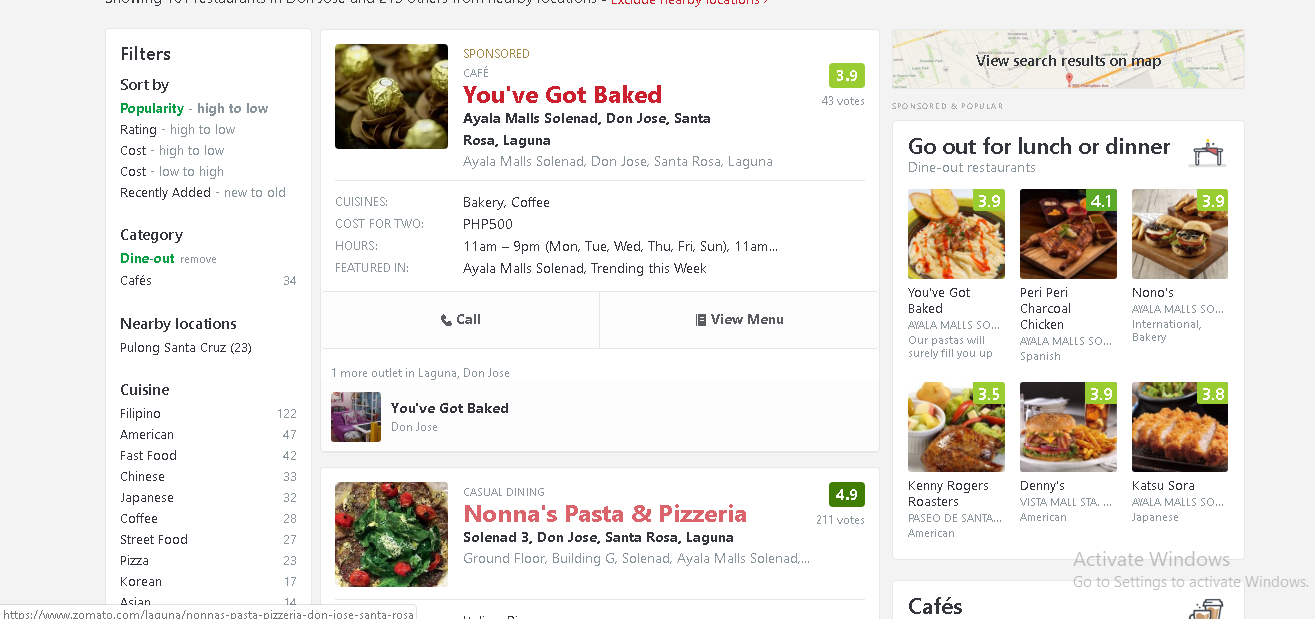 Showing 101 restaurants in Don Jose and 215 others from nearby locations - Exclude nearby locations ›
Filters
Sort by
Popularity - high to low
Rating - high to low
Cost - high to low
Cost - low to high
Recently Added - new to old
Category
Dine-out remove
Cafés 34
Nearby locations
Pulong Santa Cruz (23)
Cuisine
Filipino 122
American 47
Fast Food 42
Chinese 33
Japanese 32
Coffee 28
Street Food 27
Pizza 23
Korean 17
Asian 14
SPONSORED
CAFÉ
You've Got Baked
3.9
43 votes
Ayala Malls Solenad, Don Jose, Santa
Rosa, Laguna
Ayala Malls Solenad, Don Jose, Santa Rosa, Laguna
CUISINES: Bakery, Coffee
COST FOR TWO: PHP500
HOURS: 11am – 9pm (Mon, Tue, Wed, Thu, Fri, Sun), 11am...
FEATURED IN: Ayala Malls Solenad, Trending this Week
Call
View Menu
1 more outlet in Laguna, Don Jose
You've Got Baked
Don Jose
CASUAL DINING
Nonna's Pasta & Pizzeria
4.9
211 votes
Solenad 3, Don Jose, Santa Rosa, Laguna
Ground Floor, Building G, Solenad, Ayala Malls Solenad,...
View search results on map
SPONSORED & POPULAR
Go out for lunch or dinner
Dine-out restaurants
3.9
You've Got
Baked
AYALA MALLS SO...
Our pastas will
surely fill you up
4.1
Peri Peri
Charcoal
Chicken
AYALA MALLS SO...
Spanish
3.9
Nono's
AYALA MALLS SO...
International,
Bakery
3.5
Kenny Rogers
Roasters
PASEO DE SANTA...
American
3.9
Denny's
VISTA MALL STA. ...
American
3.8
Katsu Sora
AYALA MALLS SO...
Japanese
Cafés
Activate Windows
Go to Settings to activate Windows.
https://www.zomato.com/laguna/nonnas-pasta-pizzeria-don-jose-santa-rosa